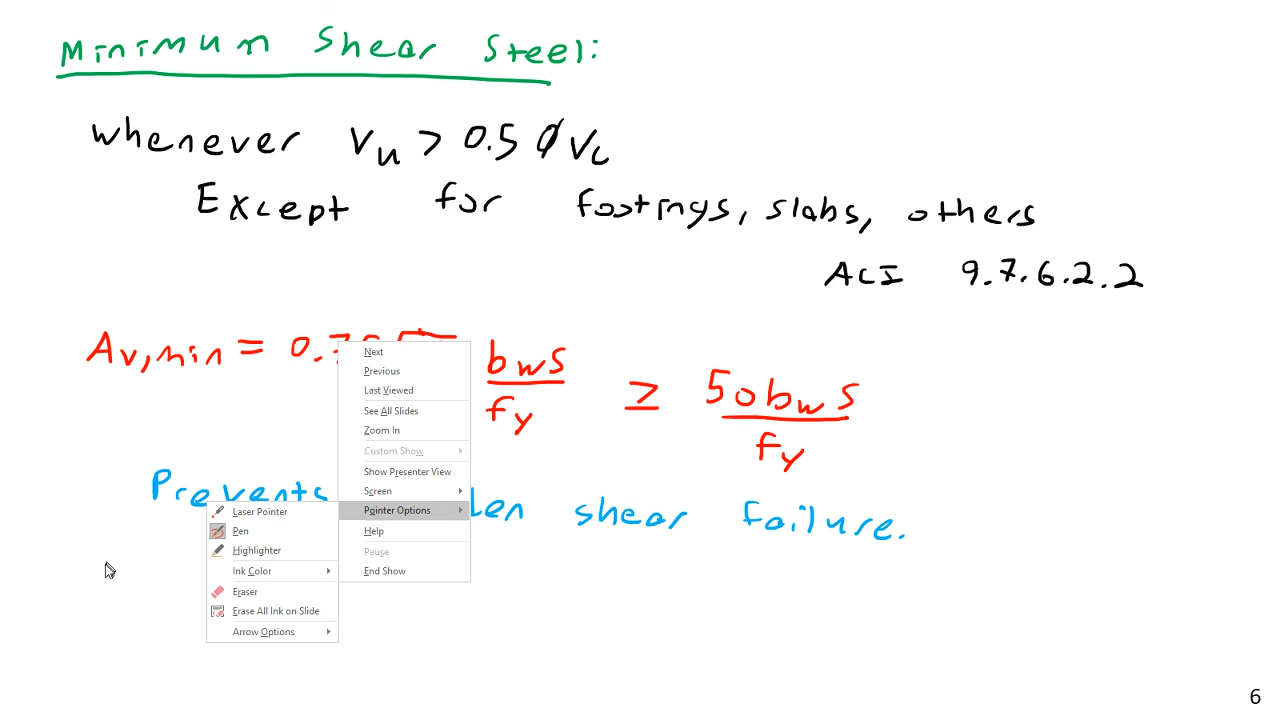 Minimum Shear Steel:
whenever Vu > 0.5 ϕVc
Except for footings, slabs, others
ACI 9.7.6.2.2
Av,min = 0.7 bws/fy ≥ 50bws/fy
Prevents shear failure.
Next
Previous
Last Viewed
See All Slides
Zoom In
Custom Show
Show Presenter View
Screen
Pointer Options
Help
Pause
End Show
Laser Pointer
Pen
Highlighter
Ink Color
Eraser
Erase All Ink on Slide
Arrow Options
6